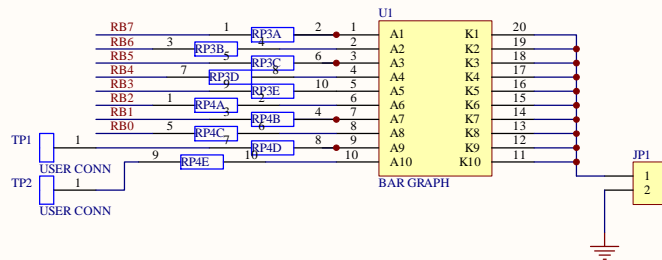 U1
RB7 1 RP3A 2 1 A1 K1 20
RB6 3 RP3B 4 2 A2 K2 19
RB5 5 RP3C 6 3 A3 K3 18
RB4 7 RP3D 8 4 A4 K4 17
RB3 9 RP3E 10 5 A5 K5 16
RB2 1 RP4A 2 6 A6 K6 15
RB1 3 RP4B 4 7 A7 K7 14
RB0 5 RP4C 6 8 A8 K8 13
TP1 1 7 RP4D 8 9 A9 K9 12
9 RP4E 10 10 A10 K10 11
USER CONN
JP1
TP2 1
BAR GRAPH
1
2
USER CONN